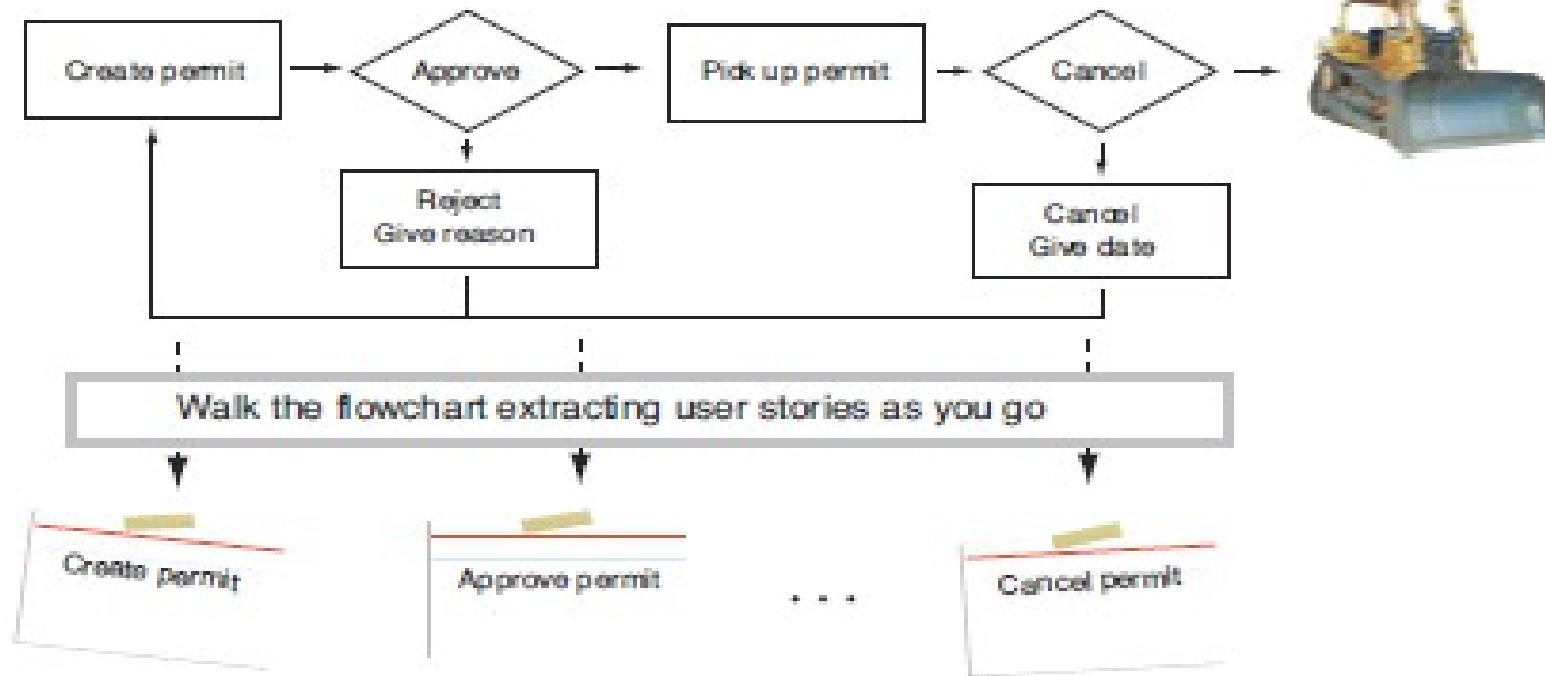 Create permit
Approve
Pick up permit
Cancel
Reject
Give reason
Cancel
Give date
Walk the flowchart extracting user stories as you go
Create permit
Approve permit
. . .
Cancel permit